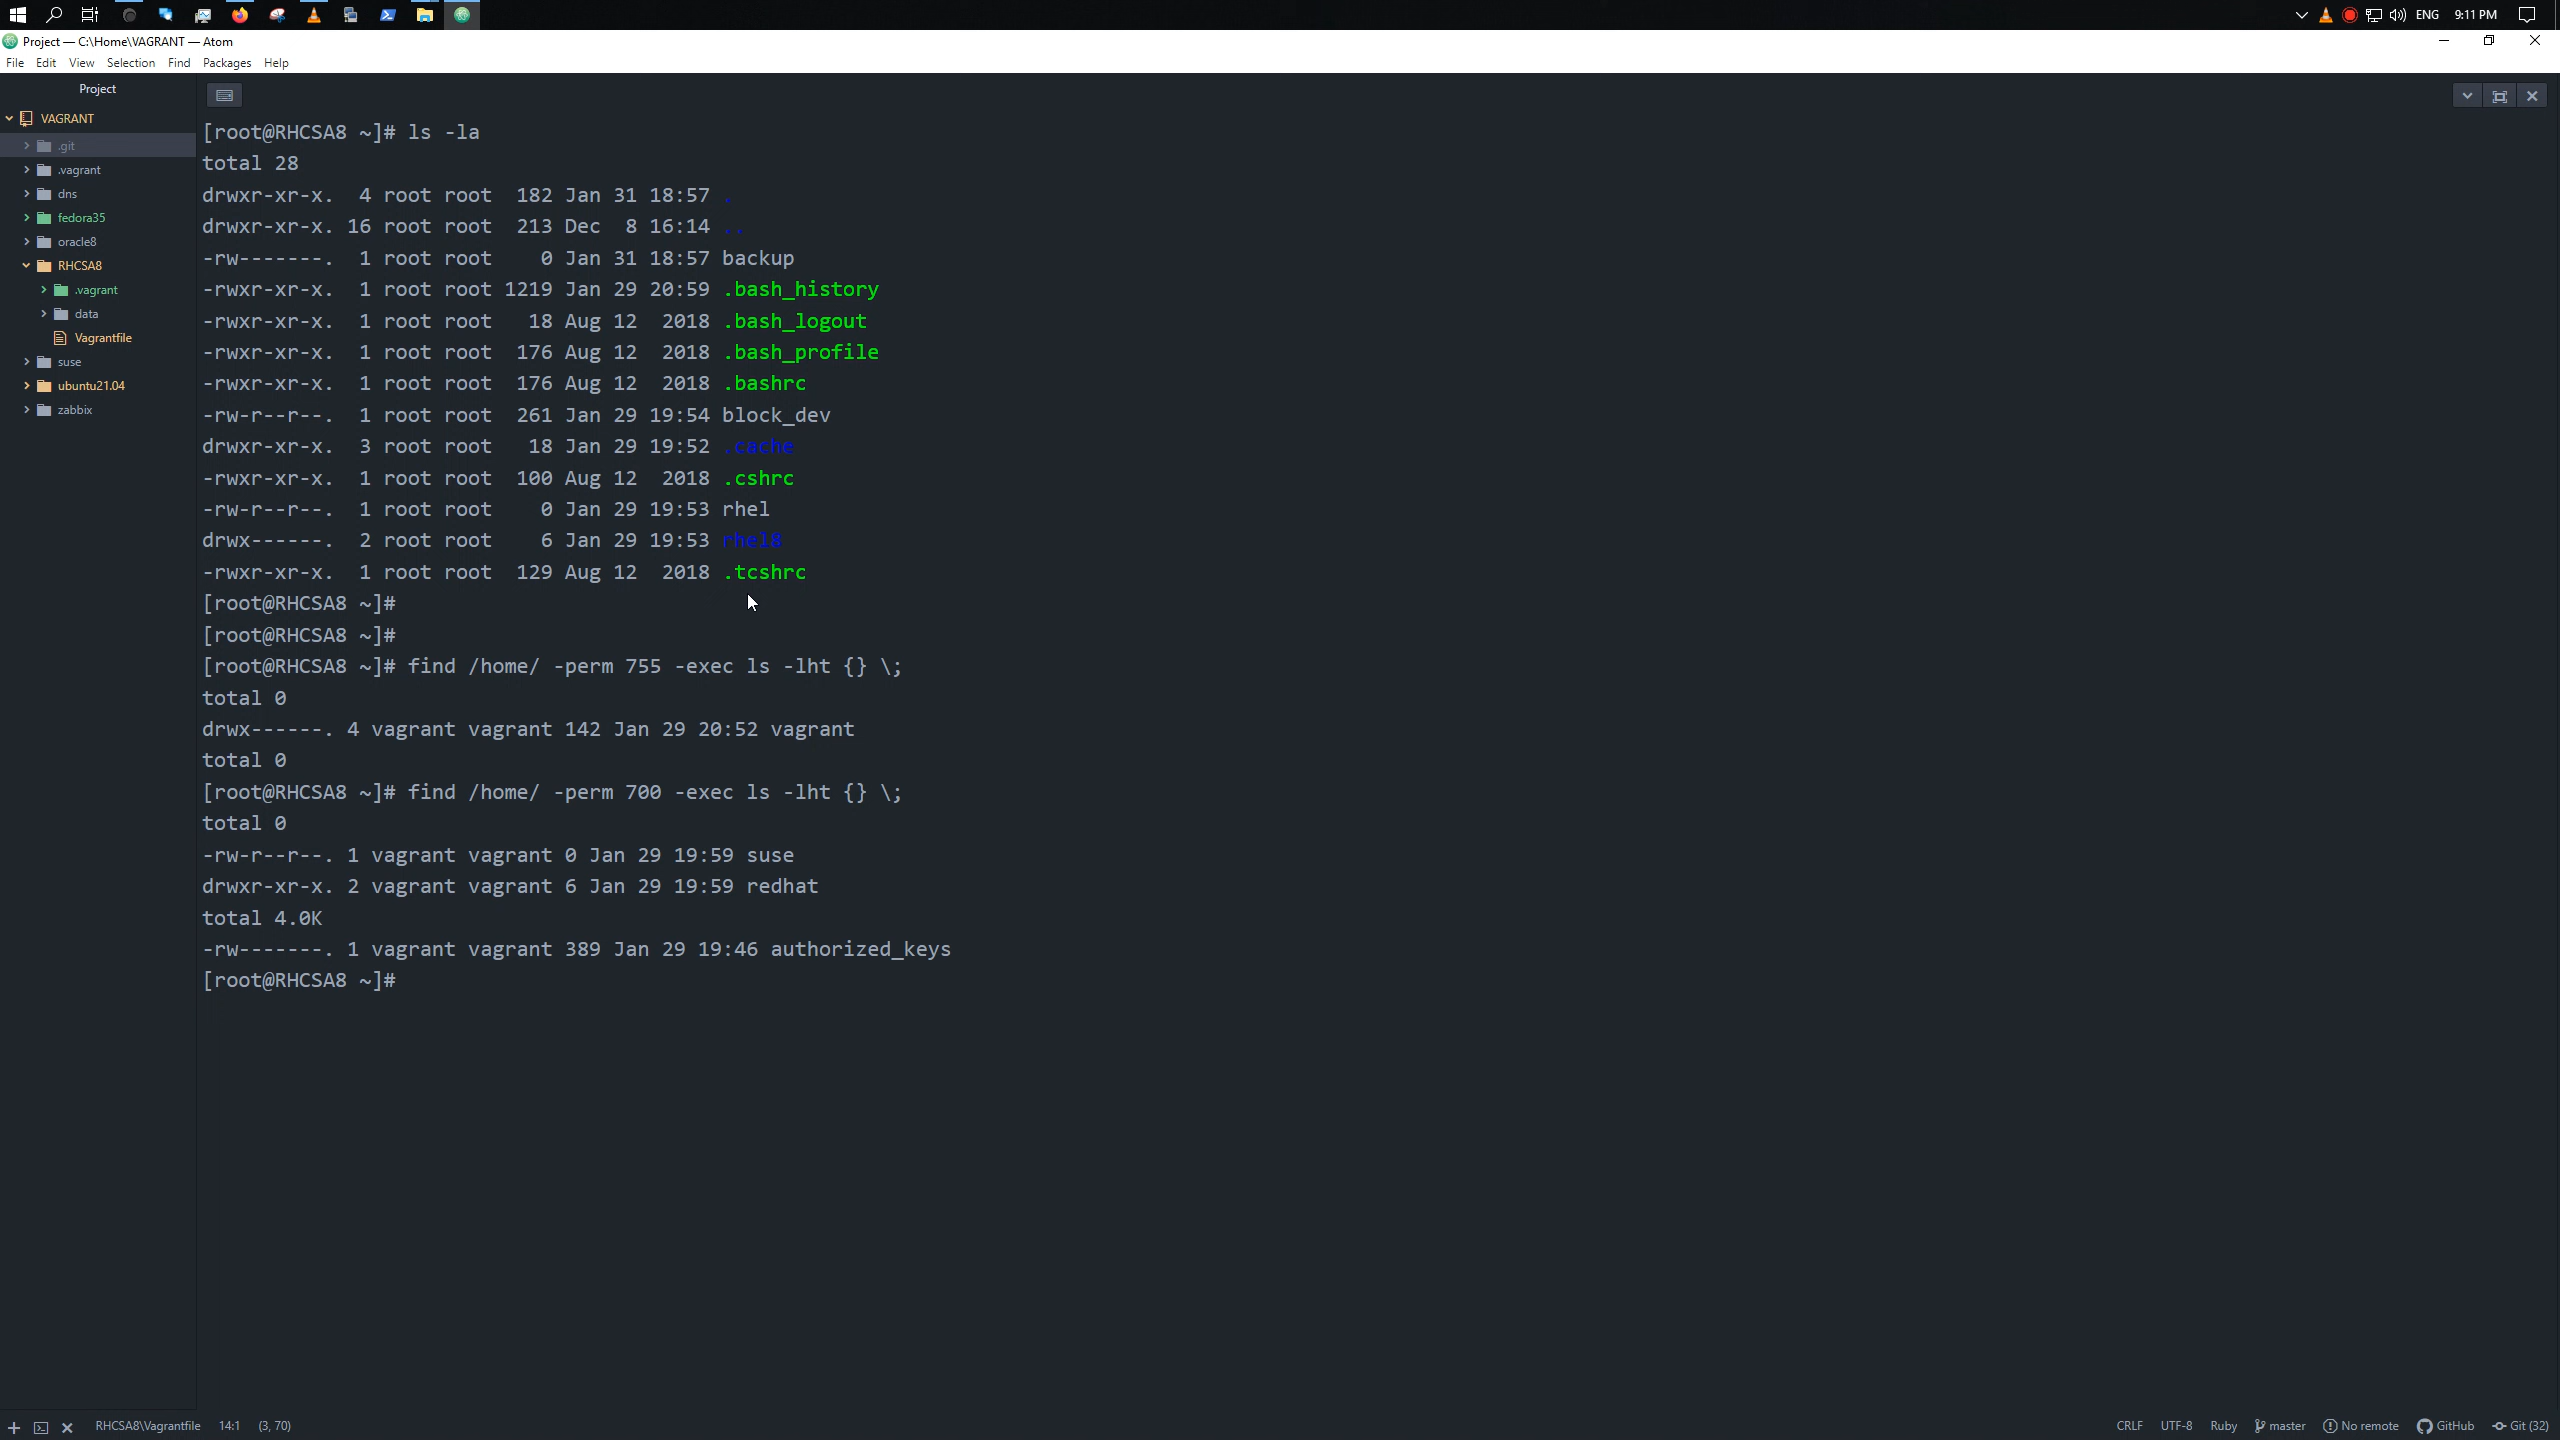 ENG 9:11 PM
Project — C:\Home\VAGRANT — Atom
File Edit View Selection Find Packages Help
Project
VAGRANT
.git
.vagrant
dns
fedora35
oracle8
RHCSA8
.vagrant
data
Vagrantfile
suse
ubuntu21.04
zabbix
[root@RHCSA8 ~]# ls -la
total 28
drwxr-xr-x.  4 root root  182 Jan 31 18:57 .
drwxr-xr-x. 16 root root  213 Dec  8 16:14 ..
-rw-------.  1 root root    0 Jan 31 18:57 backup
-rwxr-xr-x.  1 root root 1219 Jan 29 20:59 .bash_history
-rwxr-xr-x.  1 root root   18 Aug 12  2018 .bash_logout
-rwxr-xr-x.  1 root root  176 Aug 12  2018 .bash_profile
-rwxr-xr-x.  1 root root  176 Aug 12  2018 .bashrc
-rw-r--r--.  1 root root  261 Jan 29 19:54 block_dev
drwxr-xr-x.  3 root root   18 Jan 29 19:52 .cache
-rwxr-xr-x.  1 root root  100 Aug 12  2018 .cshrc
-rw-r--r--.  1 root root    0 Jan 29 19:53 rhel
drwx------.  2 root root    6 Jan 29 19:53 rhel8
-rwxr-xr-x.  1 root root  129 Aug 12  2018 .tcshrc
[root@RHCSA8 ~]#
[root@RHCSA8 ~]#
[root@RHCSA8 ~]# find /home/ -perm 755 -exec ls -lht {} \;
total 0
drwx------. 4 vagrant vagrant 142 Jan 29 20:52 vagrant
total 0
[root@RHCSA8 ~]# find /home/ -perm 700 -exec ls -lht {} \;
total 0
-rw-r--r--. 1 vagrant vagrant 0 Jan 29 19:59 suse
drwxr-xr-x. 2 vagrant vagrant 6 Jan 29 19:59 redhat
total 4.0K
-rw-------. 1 vagrant vagrant 389 Jan 29 19:46 authorized_keys
[root@RHCSA8 ~]#
RHCSA8\Vagrantfile 14:1 (3, 70) CRLF UTF-8 Ruby master No remote GitHub Git (32)